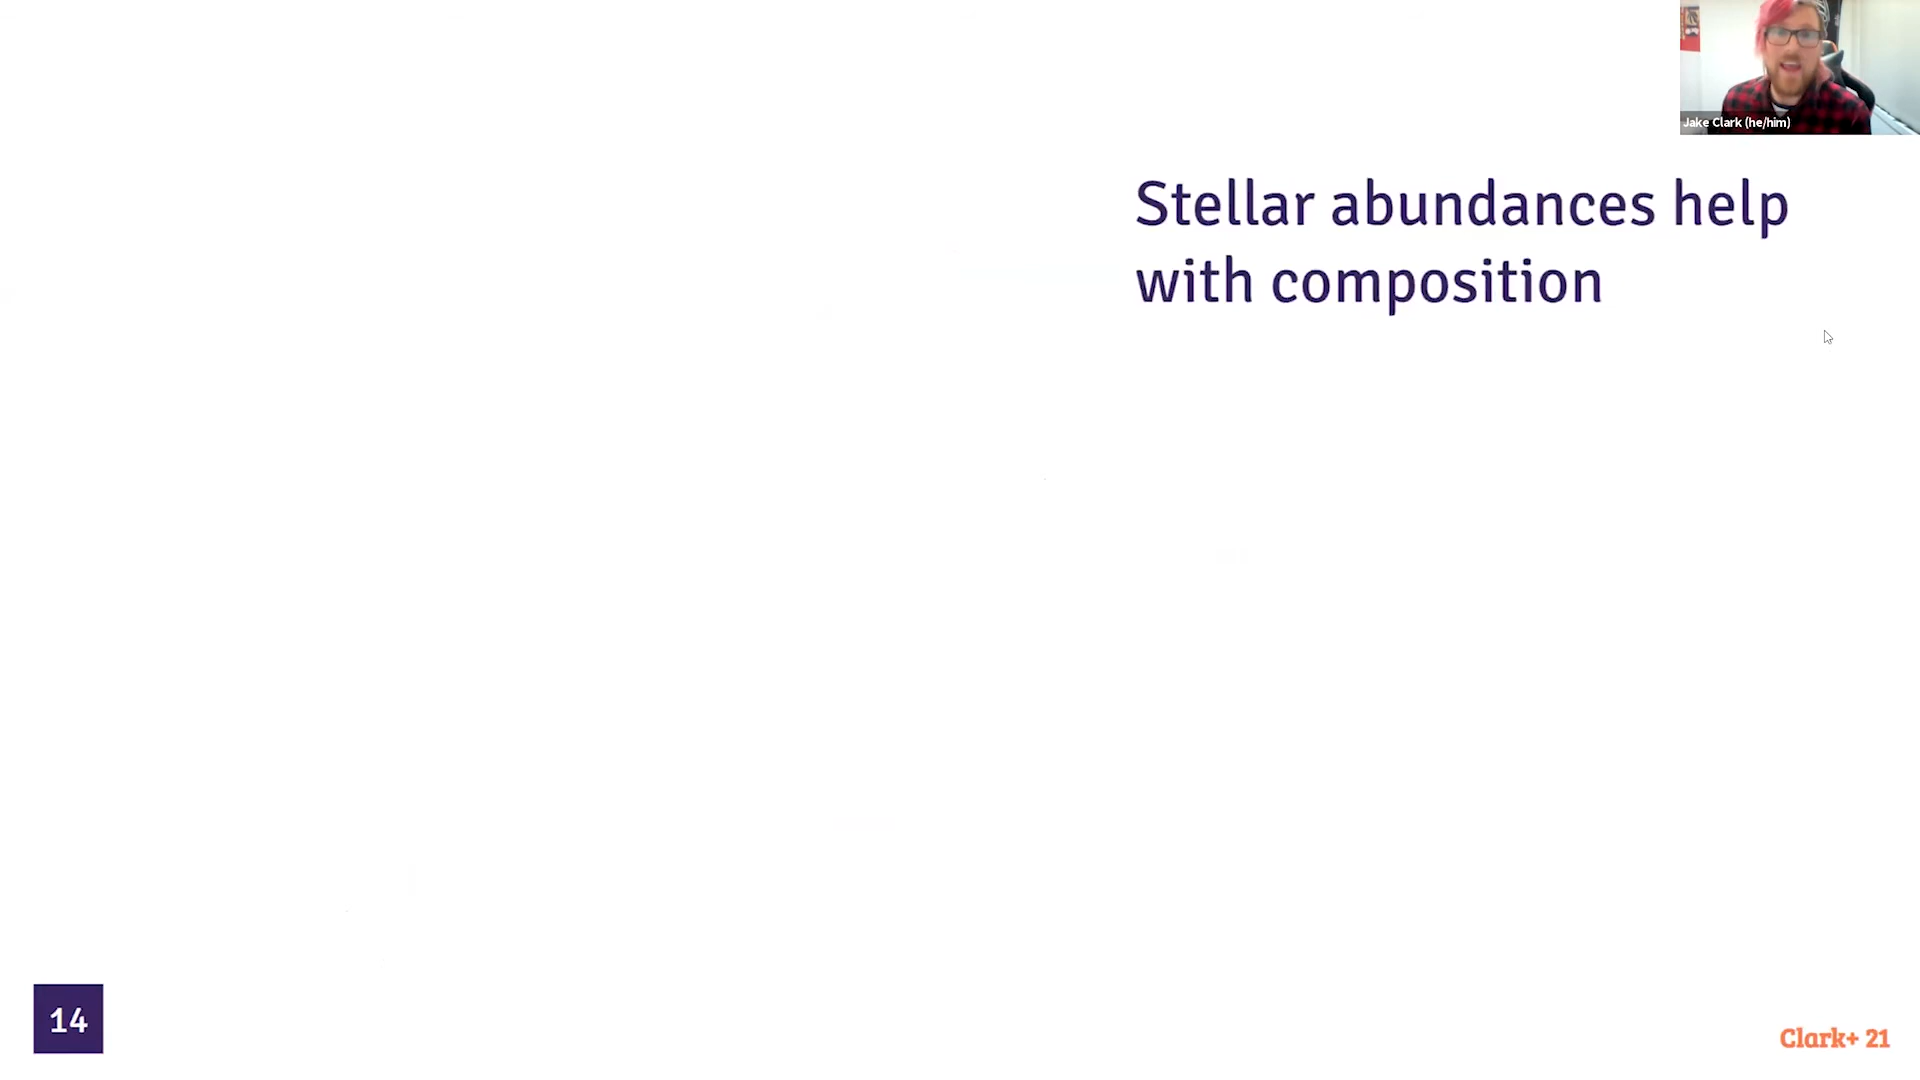 Jake Clark (he/him)
Stellar abundances help
with composition
14
Clark+ 21